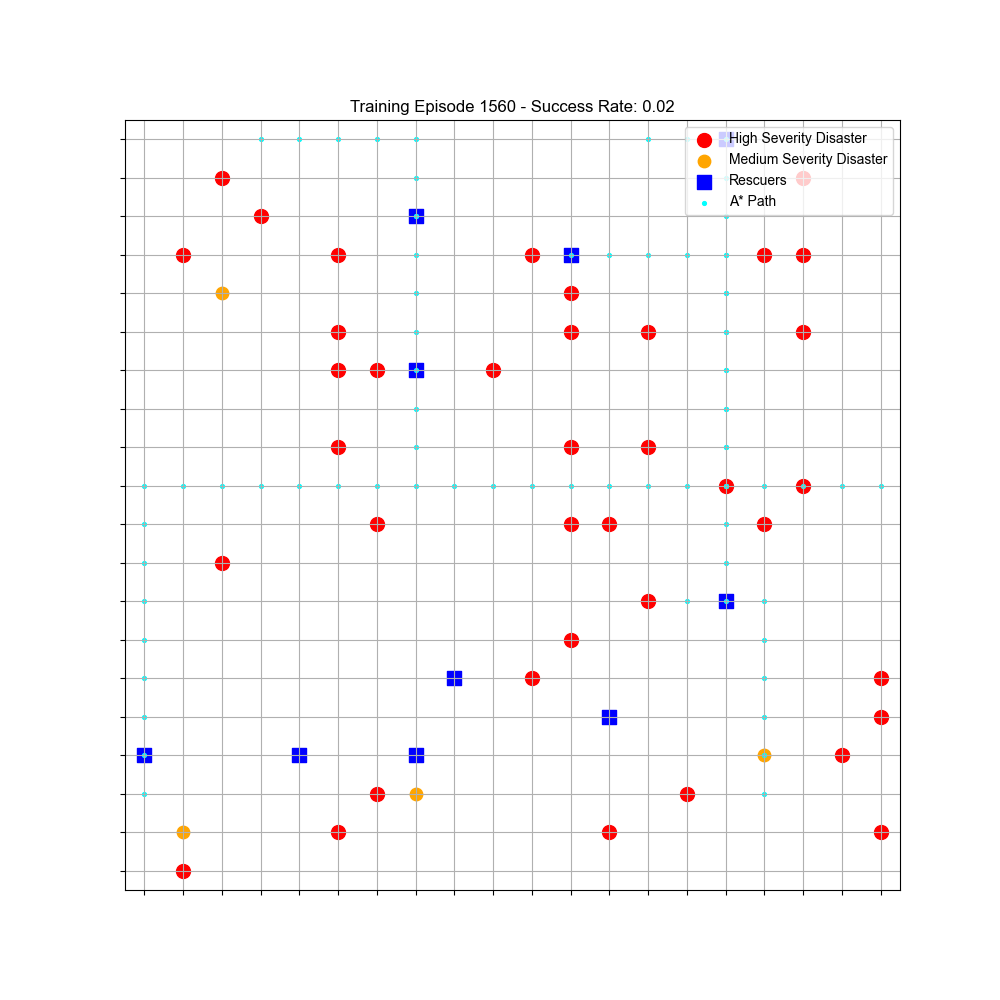 Training Episode 1560 - Success Rate: 0.02
High Severity Disaster
Medium Severity Disaster
Rescuers
A* Path